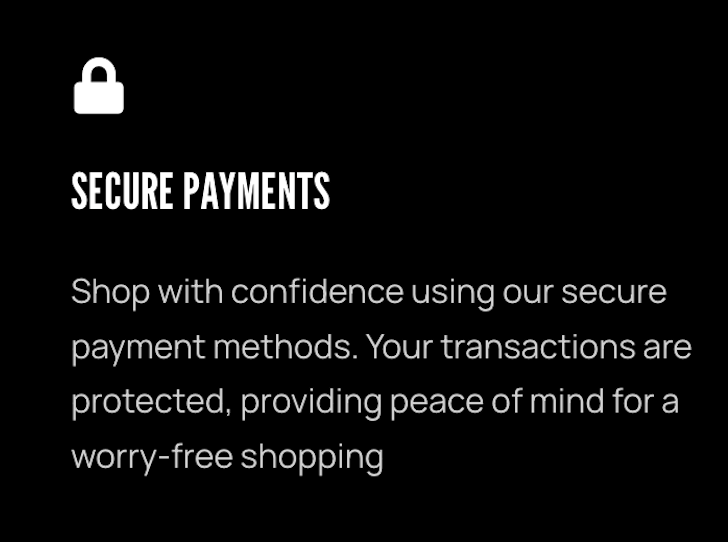 SECURE PAYMENTS
Shop with confidence using our secure
payment methods. Your transactions are
protected, providing peace of mind for a
worry-free shopping